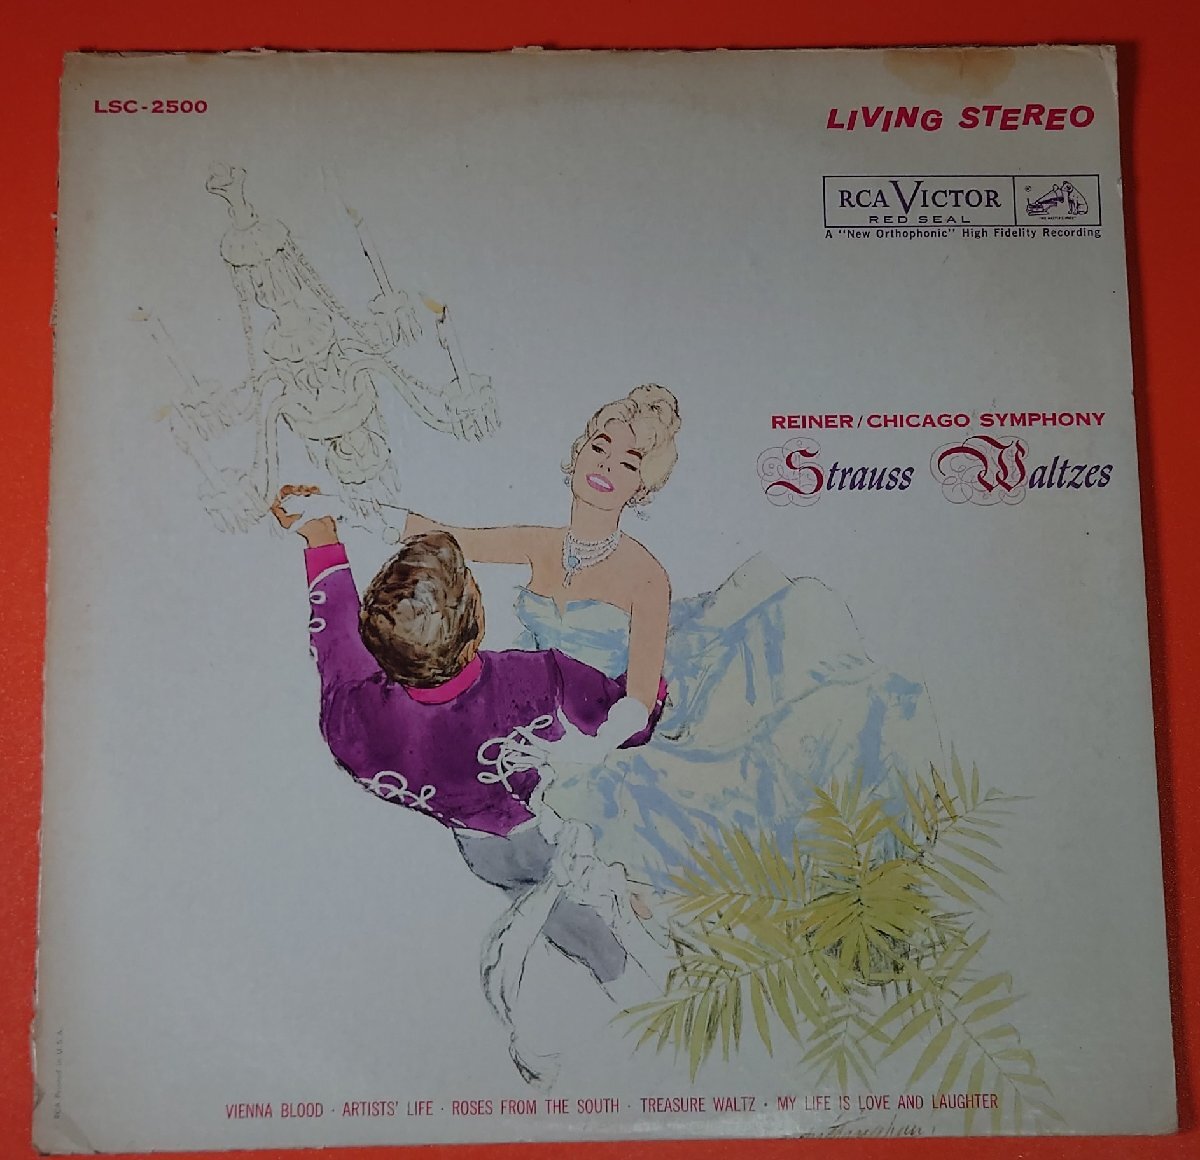 LSC-2500
LIVING STEREO
RCA VICTOR
RED SEAL
A "New Orthophonic" High Fidelity Recording
REINER/CHICAGO SYMPHONY
Strauss Waltzes
VIENNA BLOOD · ARTISTS' LIFE · ROSES FROM THE SOUTH · TREASURE WALTZ · MY LIFE IS LOVE AND LAUGHTER